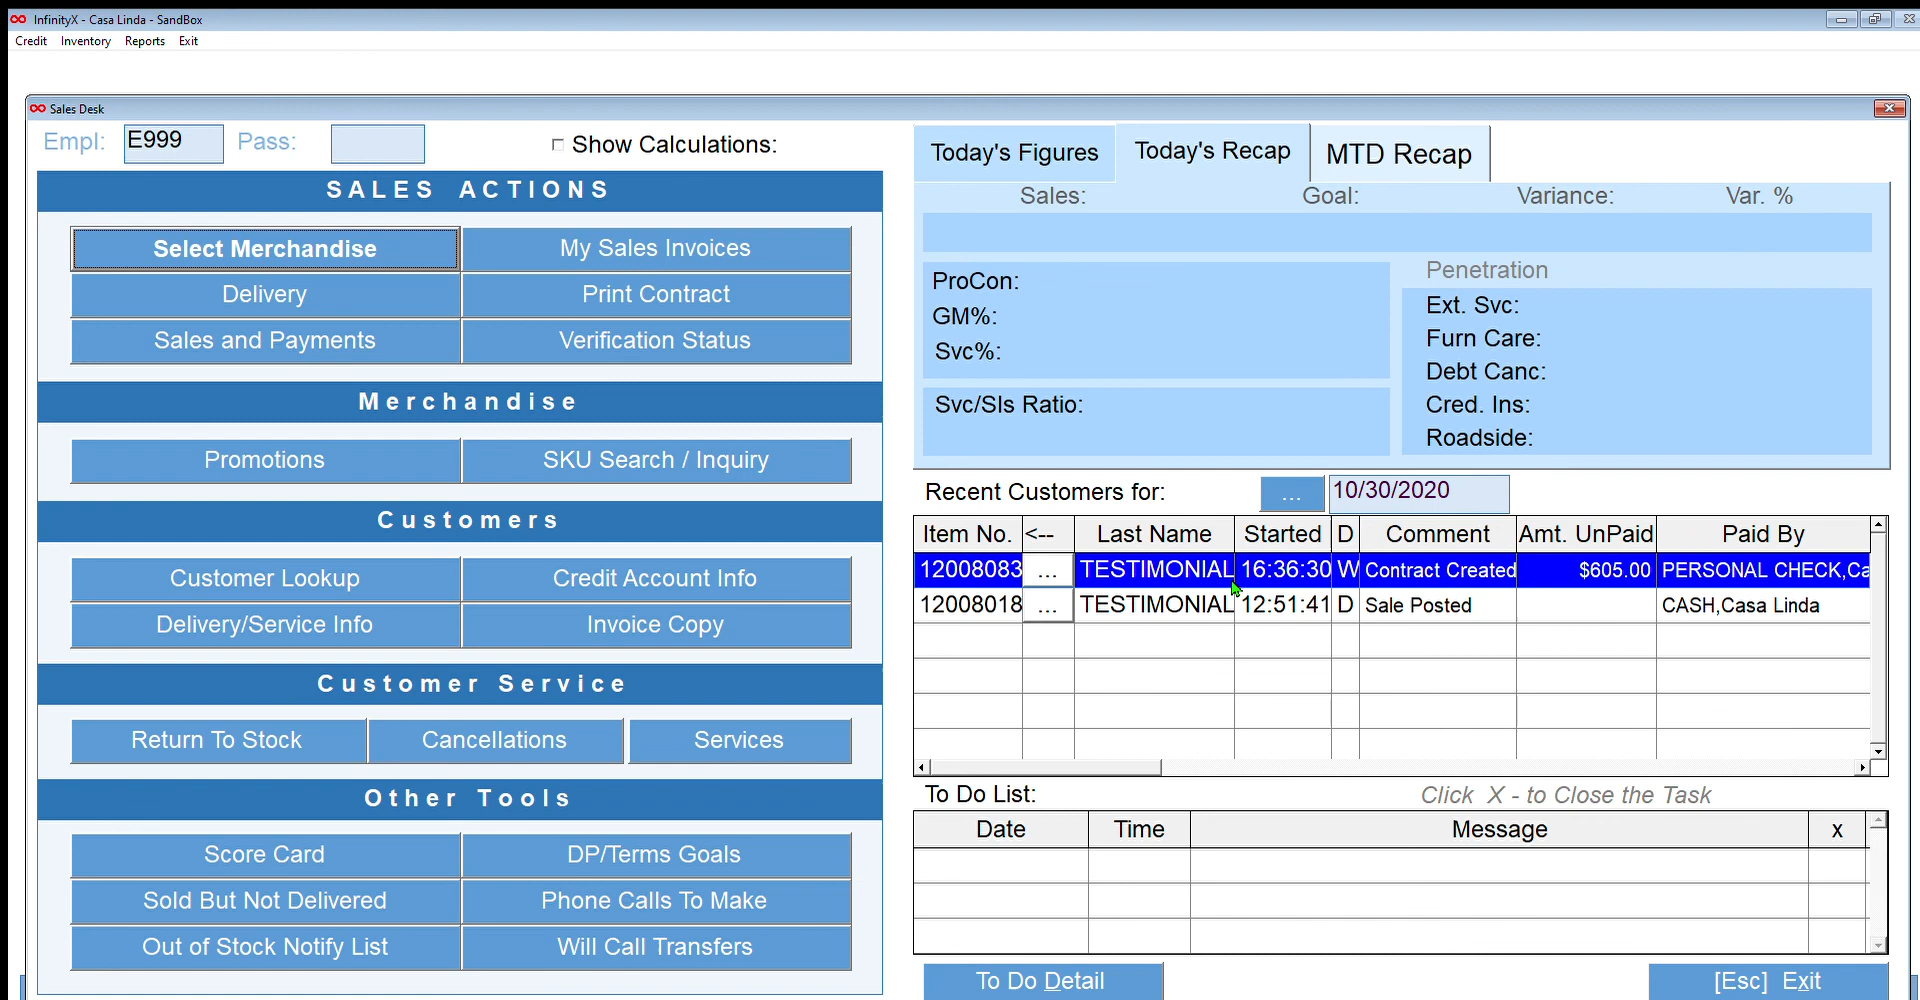 InfinityX - Casa Linda - SandBox
Credit Inventory Reports Exit
Sales Desk
Empl: E999 Pass: Show Calculations:
SALES ACTIONS
Select Merchandise My Sales Invoices
Delivery Print Contract
Sales and Payments Verification Status
Merchandise
Promotions SKU Search / Inquiry
Customers
Customer Lookup Credit Account Info
Delivery/Service Info Invoice Copy
Customer Service
Return To Stock Cancellations Services
Other Tools
Score Card DP/Terms Goals
Sold But Not Delivered Phone Calls To Make
Out of Stock Notify List Will Call Transfers
Today's Figures Today's Recap MTD Recap
Sales: Goal: Variance: Var. %
ProCon:
GM%:
Svc%:
Svc/Sls Ratio:
Penetration
Ext. Svc:
Furn Care:
Debt Canc:
Cred. Ins:
Roadside:
Recent Customers for: ... 10/30/2020
Item No. <-- Last Name Started D Comment Amt. UnPaid Paid By
12008083 ... TESTIMONIAL 16:36:30 W Contract Created $605.00 PERSONAL CHECK,Ca
12008018 ... TESTIMONIAL 12:51:41 D Sale Posted CASH,Casa Linda
To Do List: Click X - to Close the Task
Date Time Message x
To Do Detail [Esc] Exit